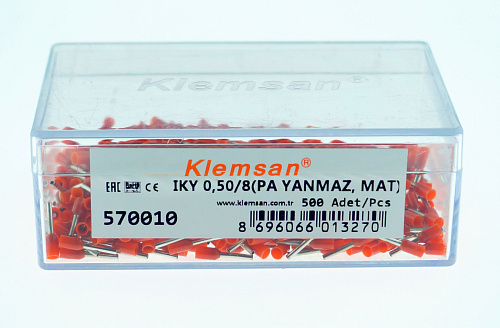 Klemsan®
Klemsan®
EAC CE IKY 0,50/8(PA YANMAZ, MAT)
www.klemsan.com.tr 500 Adet/Pcs
570010
8 696066 013270